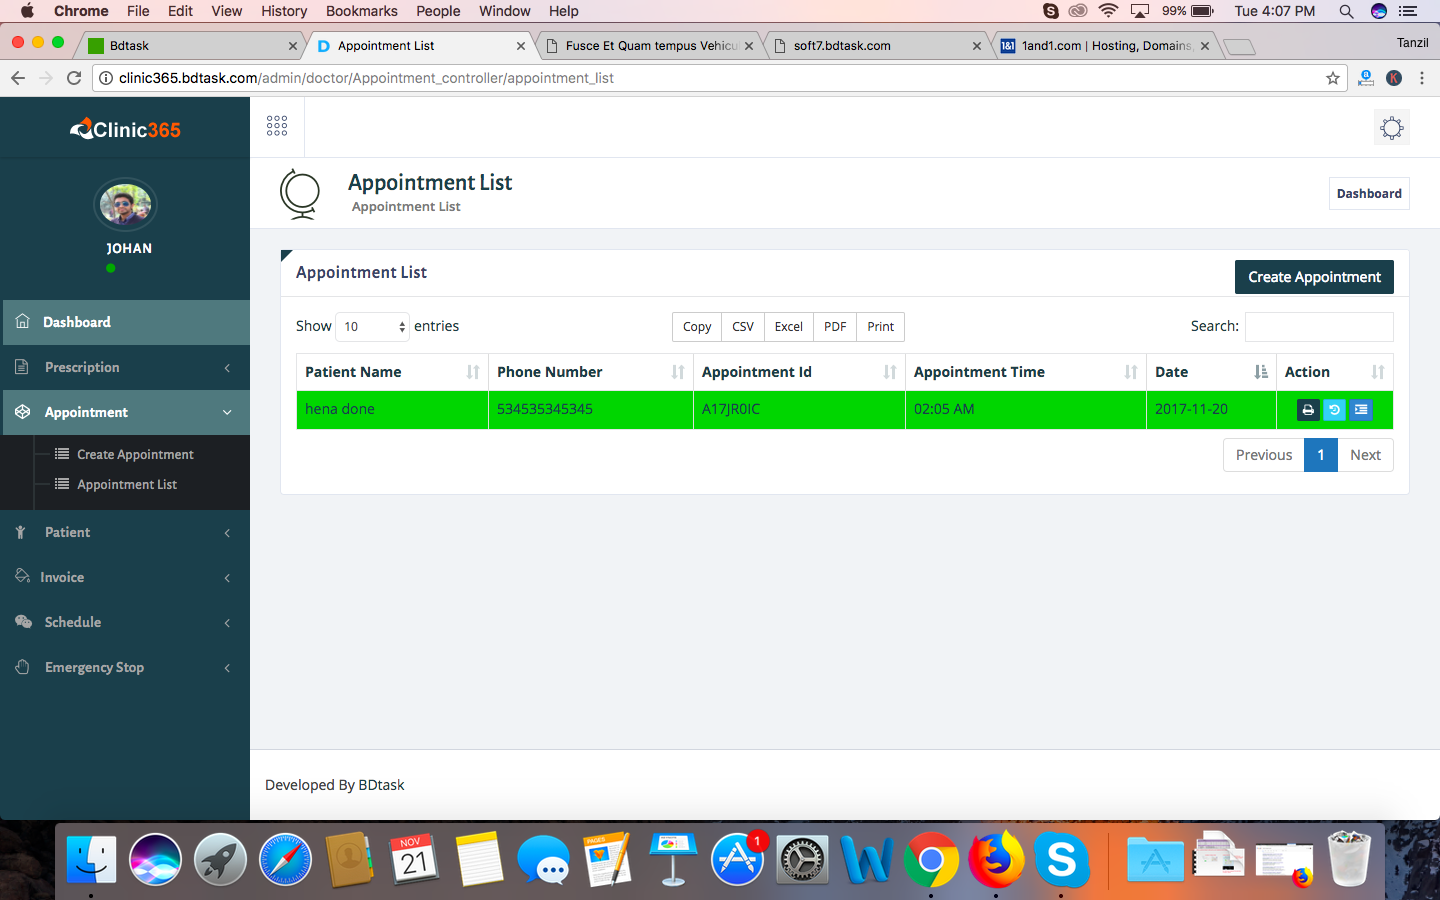 Chrome File Edit View History Bookmarks People Window Help 99% Tue 4:07 PM
Bdtask Appointment List Fusce Et Quam tempus Vehicu soft7.bdtask.com 1&1 1and1.com | Hosting, Domains, Tanzil
clinic365.bdtask.com/admin/doctor/Appointment_controller/appointment_list
Clinic365
JOHAN
Dashboard
Prescription
Appointment
Create Appointment
Appointment List
Patient
Invoice
Schedule
Emergency Stop
Appointment List
Appointment List
Dashboard
Appointment List
Create Appointment
Show 10 entries Copy CSV Excel PDF Print Search:
Patient Name Phone Number Appointment Id Appointment Time Date Action
hena done 534535345345 A17JR0IC 02:05 AM 2017-11-20
Previous 1 Next
Developed By BDtask
NOV
21
PAGES
1